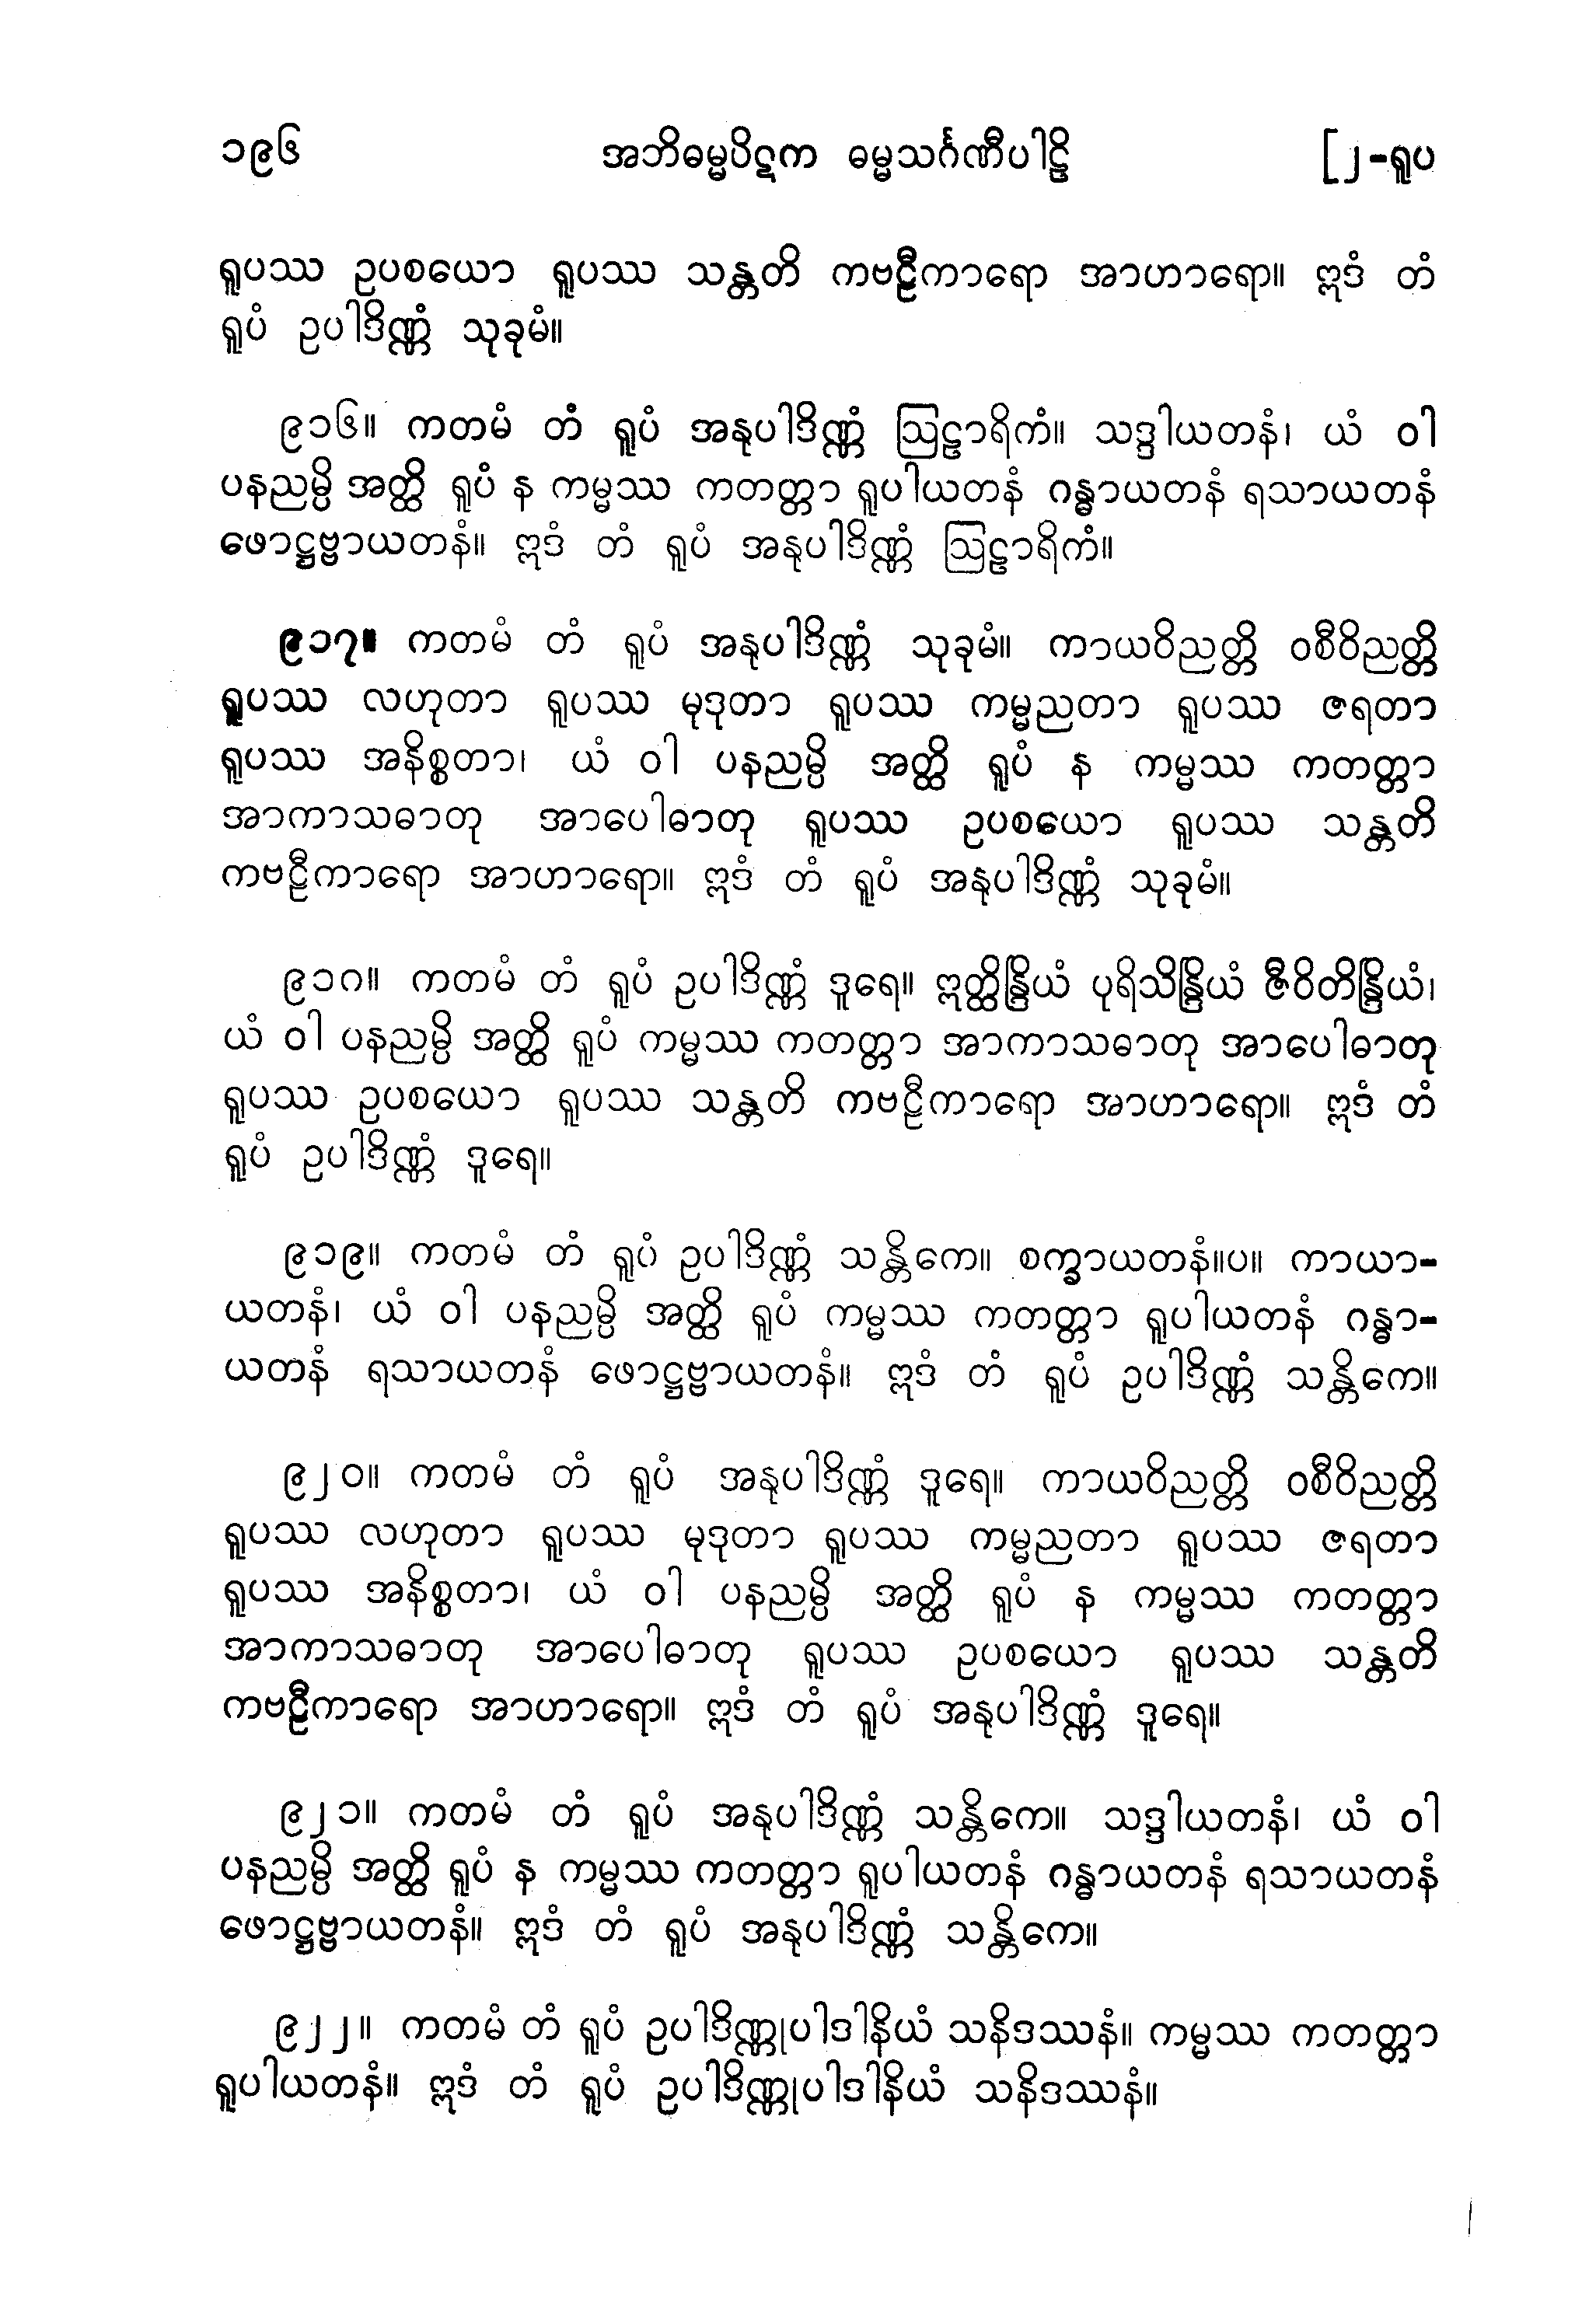 ၁၉၆ အဘိဓမ္မပိဋက ဓမ္မသင်္ဂဏီပါဠိ [၂-ရူပ
ရူပဿ ဥပစယော ရူပဿ သန္တတိ ကဗဠီကာရော အာဟာရော။ ဣဒံ တံ
ရူပံ ဥပါဒိဏ္ဏံ သုခုမံ။
၉၁၆။ ကတမံ တံ ရူပံ အနုပါဒိဏ္ဏံ ဩဠာရိကံ။ သဒ္ဒါယတနံ၊ ယံ ဝါ
ပနညမ္ပိ အတ္ထိ ရူပံ န ကမ္မဿ ကတတ္တာ ရူပါယတနံ ဂန္ဓာယတနံ ရသာယတနံ
ဖောဋ္ဌဗ္ဗာယတနံ။ ဣဒံ တံ ရူပံ အနုပါဒိဏ္ဏံ ဩဠာရိကံ။
၉၁၇။ ကတမံ တံ ရူပံ အနုပါဒိဏ္ဏံ သုခုမံ။ ကာယဝိညတ္တိ ဝစီဝိညတ္တိ
ရူပဿ လဟုတာ ရူပဿ မုဒုတာ ရူပဿ ကမ္မညတာ ရူပဿ ဇရတာ
ရူပဿ အနိစ္စတာ၊ ယံ ဝါ ပနညမ္ပိ အတ္ထိ ရူပံ န ကမ္မဿ ကတတ္တာ
အာကာသဓာတု အာပေါဓာတု ရူပဿ ဥပစယော ရူပဿ သန္တတိ
ကဗဠီကာရော အာဟာရော။ ဣဒံ တံ ရူပံ အနုပါဒိဏ္ဏံ သုခုမံ။
၉၁၈။ ကတမံ တံ ရူပံ ဥပါဒိဏ္ဏံ ဒူရေ။ ဣတ္ထိန္ဒြိယံ ပုရိသိန္ဒြိယံ ဇီဝိတိန္ဒြိယံ၊
ယံ ဝါ ပနညမ္ပိ အတ္ထိ ရူပံ ကမ္မဿ ကတတ္တာ အာကာသဓာတု အာပေါဓာတု
ရူပဿ ဥပစယော ရူပဿ သန္တတိ ကဗဠီကာရော အာဟာရော။ ဣဒံ တံ
ရူပံ ဥပါဒိဏ္ဏံ ဒူရေ။
၉၁၉။ ကတမံ တံ ရူပံ ဥပါဒိဏ္ဏံ သန္တိကေ။ စက္ခာယတနံ။ပ။ ကာယာ-
ယတနံ၊ ယံ ဝါ ပနညမ္ပိ အတ္ထိ ရူပံ ကမ္မဿ ကတတ္တာ ရူပါယတနံ ဂန္ဓာ-
ယတနံ ရသာယတနံ ဖောဋ္ဌဗ္ဗာယတနံ။ ဣဒံ တံ ရူပံ ဥပါဒိဏ္ဏံ သန္တိကေ။
၉၂၀။ ကတမံ တံ ရူပံ အနုပါဒိဏ္ဏံ ဒူရေ။ ကာယဝိညတ္တိ ဝစီဝိညတ္တိ
ရူပဿ လဟုတာ ရူပဿ မုဒုတာ ရူပဿ ကမ္မညတာ ရူပဿ ဇရတာ
ရူပဿ အနိစ္စတာ၊ ယံ ဝါ ပနညမ္ပိ အတ္ထိ ရူပံ န ကမ္မဿ ကတတ္တာ
အာကာသဓာတု အာပေါဓာတု ရူပဿ ဥပစယော ရူပဿ သန္တတိ
ကဗဠီကာရော အာဟာရော။ ဣဒံ တံ ရူပံ အနုပါဒိဏ္ဏံ ဒူရေ။
၉၂၁။ ကတမံ တံ ရူပံ အနုပါဒိဏ္ဏံ သန္တိကေ။ သဒ္ဒါယတနံ၊ ယံ ဝါ
ပနညမ္ပိ အတ္ထိ ရူပံ န ကမ္မဿ ကတတ္တာ ရူပါယတနံ ဂန္ဓာယတနံ ရသာယတနံ
ဖောဋ္ဌဗ္ဗာယတနံ။ ဣဒံ တံ ရူပံ အနုပါဒိဏ္ဏံ သန္တိကေ။
၉၂၂။ ကတမံ တံ ရူပံ ဥပါဒိဏ္ဏုပါဒါနိယံ သနိဒဿနံ။ ကမ္မဿ ကတတ္တာ
ရူပါယတနံ။ ဣဒံ တံ ရူပံ ဥပါဒိဏ္ဏုပါဒါနိယံ သနိဒဿနံ။